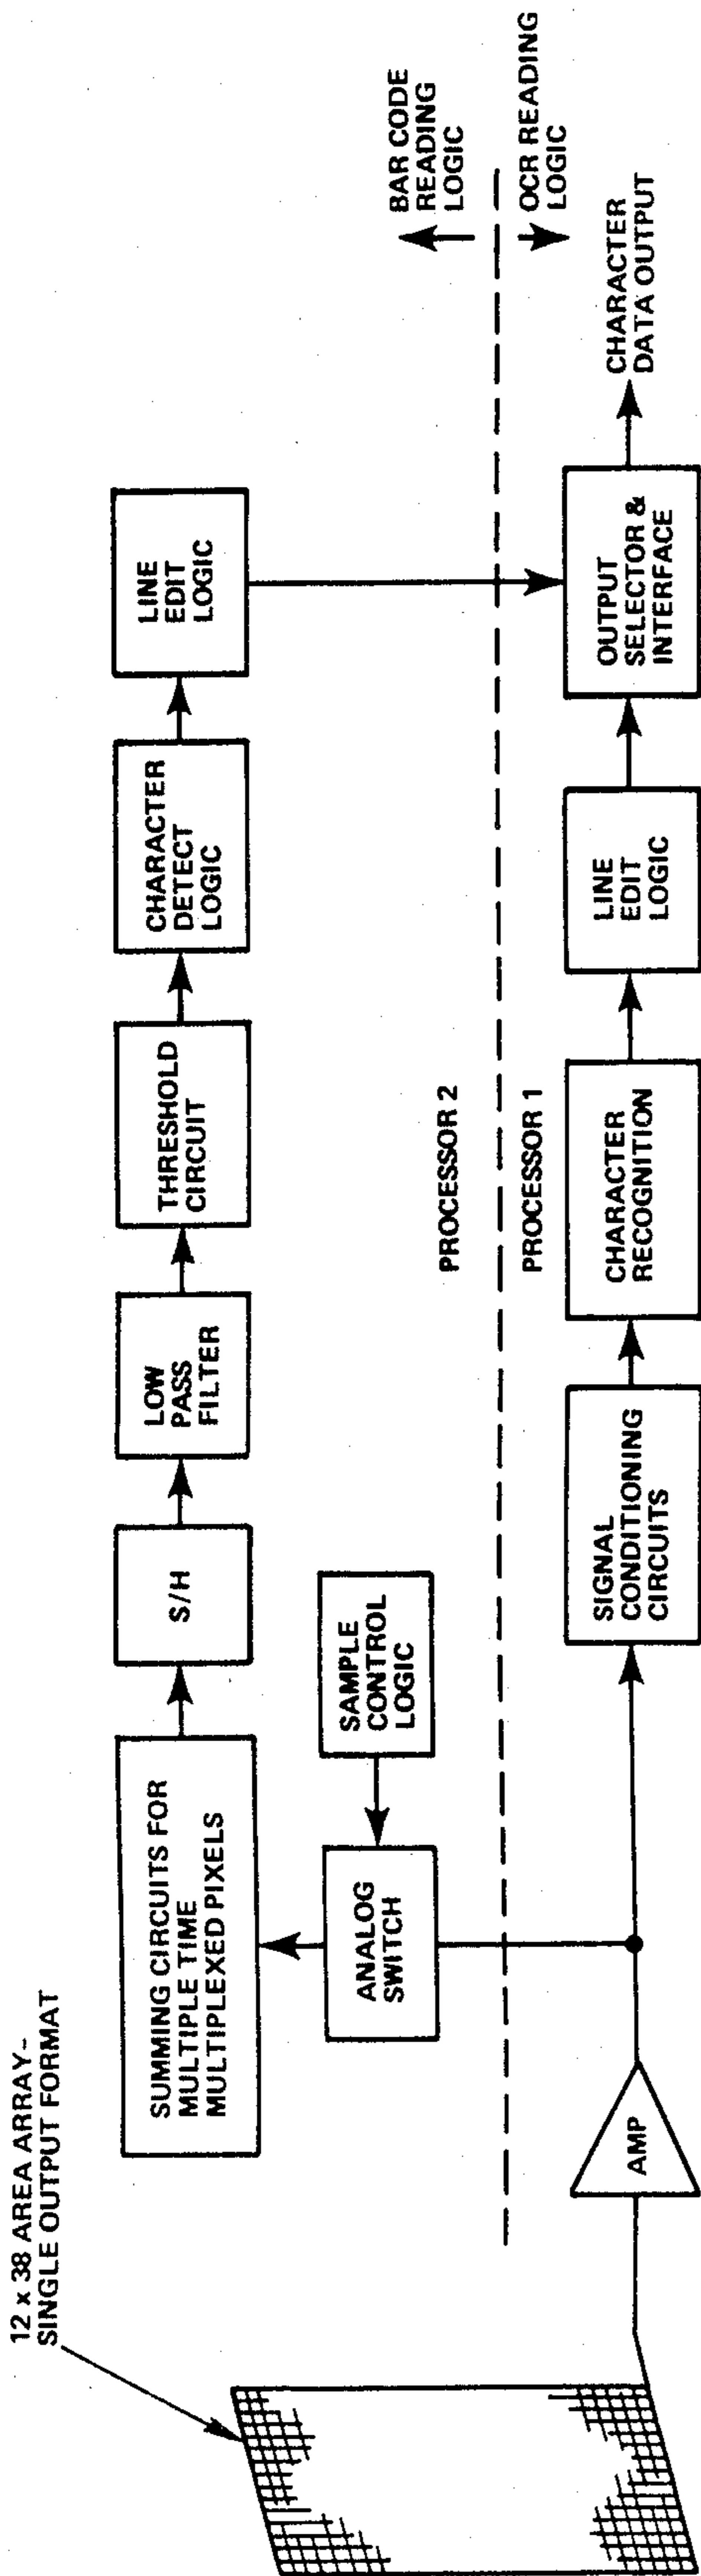 12 x 38 AREA ARRAY-
SINGLE OUTPUT FORMAT
SUMMING CIRCUITS FOR
MULTIPLE TIME
MULTIPLEXED PIXELS
S/H
LOW
PASS
FILTER
THRESHOLD
CIRCUIT
CHARACTER
DETECT
LOGIC
LINE
EDIT
LOGIC
ANALOG
SWITCH
SAMPLE
CONTROL
LOGIC
BAR CODE
READING
LOGIC
PROCESSOR 2
PROCESSOR 1
OCR READING
LOGIC
AMP
SIGNAL
CONDITIONING
CIRCUITS
CHARACTER
RECOGNITION
LINE
EDIT
LOGIC
OUTPUT
SELECTOR &
INTERFACE
CHARACTER
DATA OUTPUT